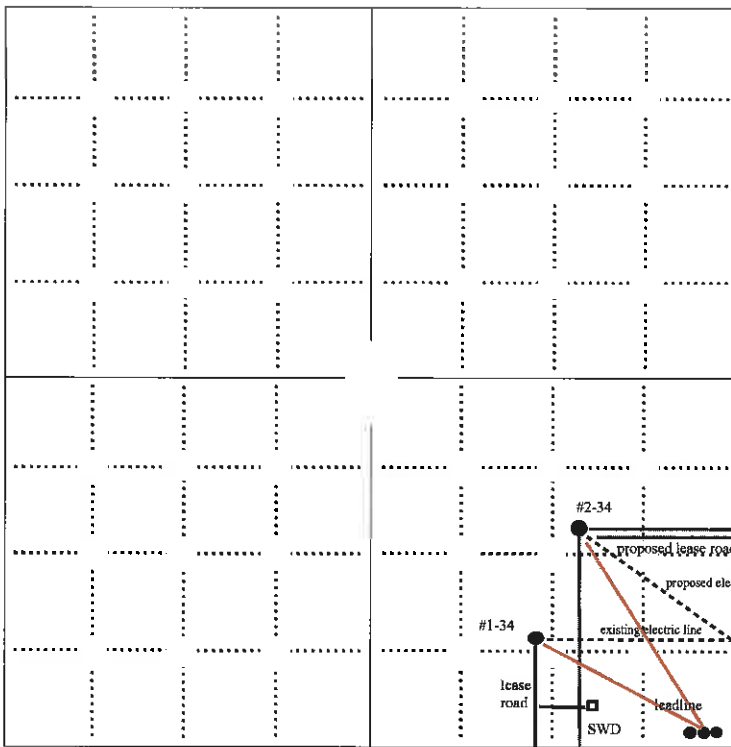 #2-34
proposed lease road
proposed ele
#1-34
existing electric line
lease
road
leadline
SWD